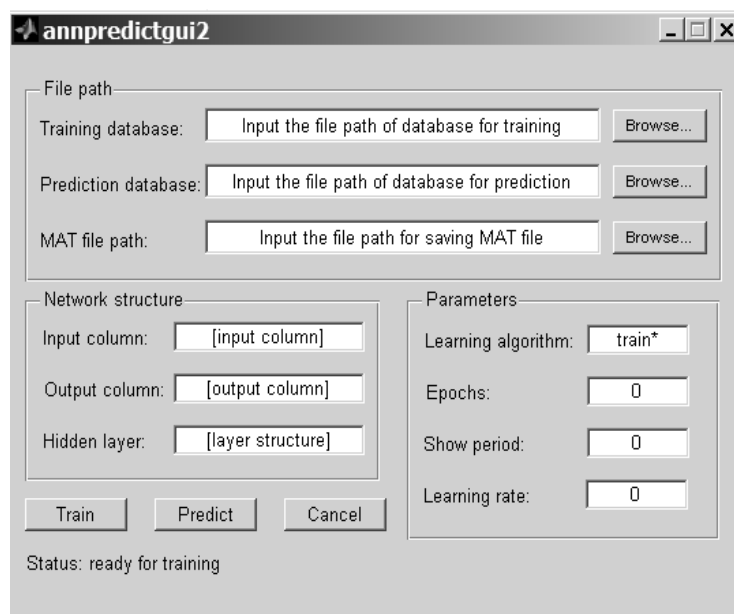 annpredictgui2
File path
Training database: Input the file path of database for training Browse...
Prediction database: Input the file path of database for prediction Browse...
MAT file path: Input the file path for saving MAT file Browse...
Network structure
Input column: [input column]
Output column: [output column]
Hidden layer: [layer structure]
Parameters
Learning algorithm: train*
Epochs: 0
Show period: 0
Learning rate: 0
Train Predict Cancel
Status: ready for training